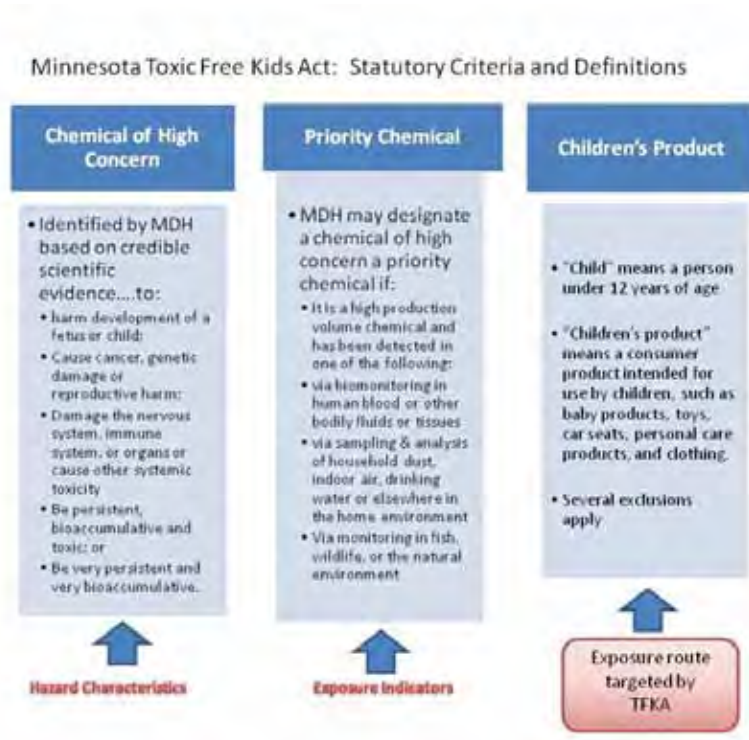 Minnesota Toxic Free Kids Act: Statutory Criteria and Definitions
Chemical of High
Concern
• Identified by MDH
based on credible
scientific
evidence....to:
• harm development of a
fetus or child;
• Cause cancer, genetic
damage or
reproductive harm;
• Damage the nervous
system, immune
system, or organs or
cause other systemic
toxicity
• Be persistent,
bioaccumulative and
toxic; or
• Be very persistent and
very bioaccumulative.
Hazard Characteristics
Priority Chemical
• MDH may designate
a chemical of high
concern a priority
chemical if:
• It is a high production
volume chemical and
has been detected in
one of the following:
• via biomonitoring in
human blood or other
bodily fluids or tissues
• via sampling & analysis
of household dust,
indoor air, drinking
water or elsewhere in
the home environment
• Via monitoring in fish,
wildlife, or the natural
environment
Exposure Indicators
Children's Product
• "Child" means a person
under 12 years of age
• "Children's product"
means a consumer
product intended for
use by children, such as
baby products, toys,
car seats, personal care
products, and clothing.
• Several exclusions
apply
Exposure route
targeted by
TFKA